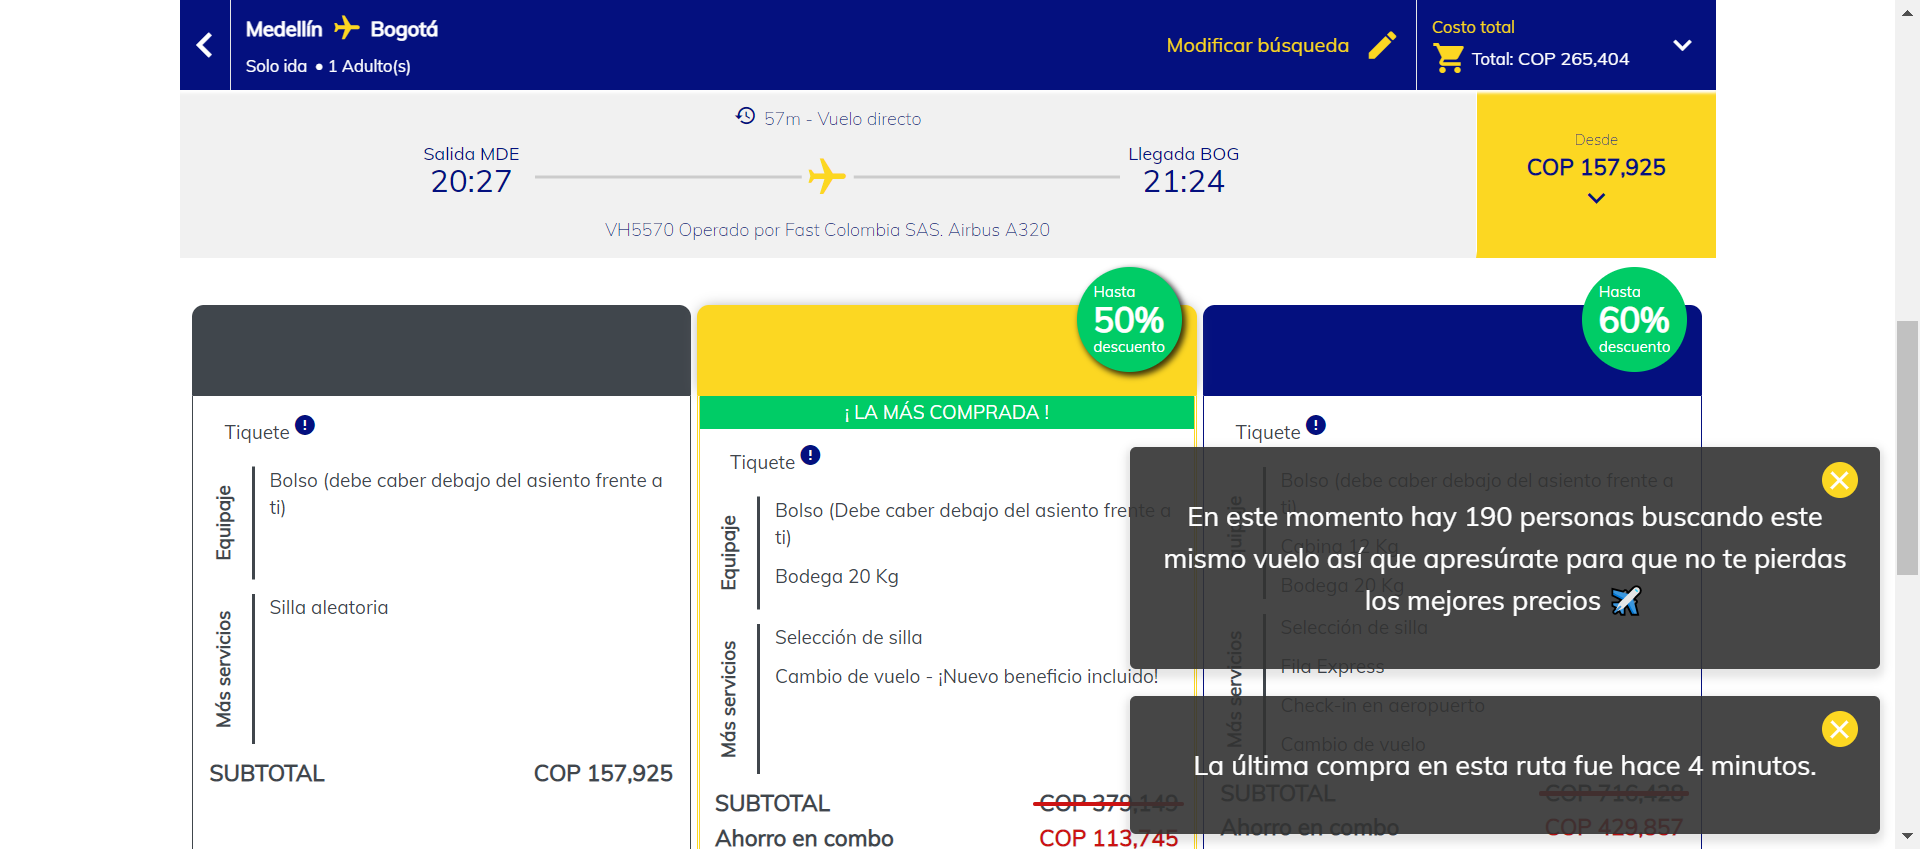 Medellín Bogotá
Solo ida • 1 Adulto(s)
Modificar búsqueda
Costo total
Total: COP 265,404
57m - Vuelo directo
Salida MDE
20:27
Llegada BOG
21:24
VH5570 Operado por Fast Colombia SAS. Airbus A320
Desde
COP 157,925
Tiquete
Equipaje
Bolso (debe caber debajo del asiento frente a
ti)
Más servicios
Silla aleatoria
SUBTOTAL COP 157,925
Hasta
50%
descuento
¡ LA MÁS COMPRADA !
Tiquete
Equipaje
Bolso (Debe caber debajo del asiento frente a
ti)
Bodega 20 Kg
Más servicios
Selección de silla
Cambio de vuelo - ¡Nuevo beneficio incluido!
SUBTOTAL COP 379,149
Ahorro en combo COP 113,745
Hasta
60%
descuento
Tiquete
Equipaje
Bolso (debe caber debajo del asiento frente a
ti)
Cabina 12 Kg
Bodega 20 Kg
Más servicios
Selección de silla
Fila Express
Check-in en aeropuerto
Cambio de vuelo
SUBTOTAL COP 716,428
Ahorro en combo COP 429,857
En este momento hay 190 personas buscando este
mismo vuelo así que apresúrate para que no te pierdas
los mejores precios ✈️
La última compra en esta ruta fue hace 4 minutos.